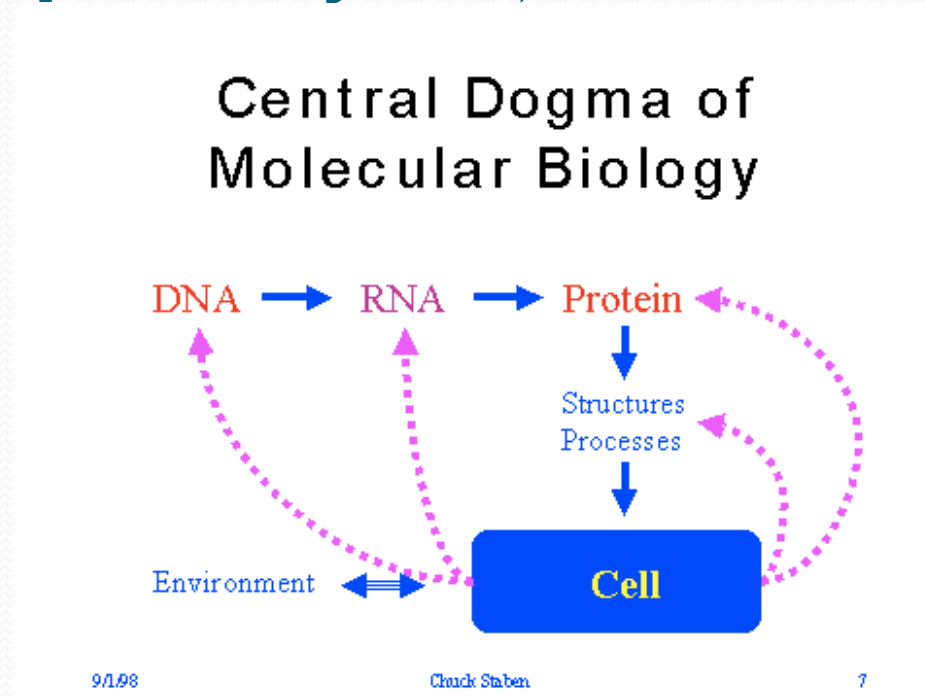 Central Dogma of
Molecular Biology
DNA RNA Protein
Structures
Processes
Environment
Cell
9/1/98 Chuck Staben 7